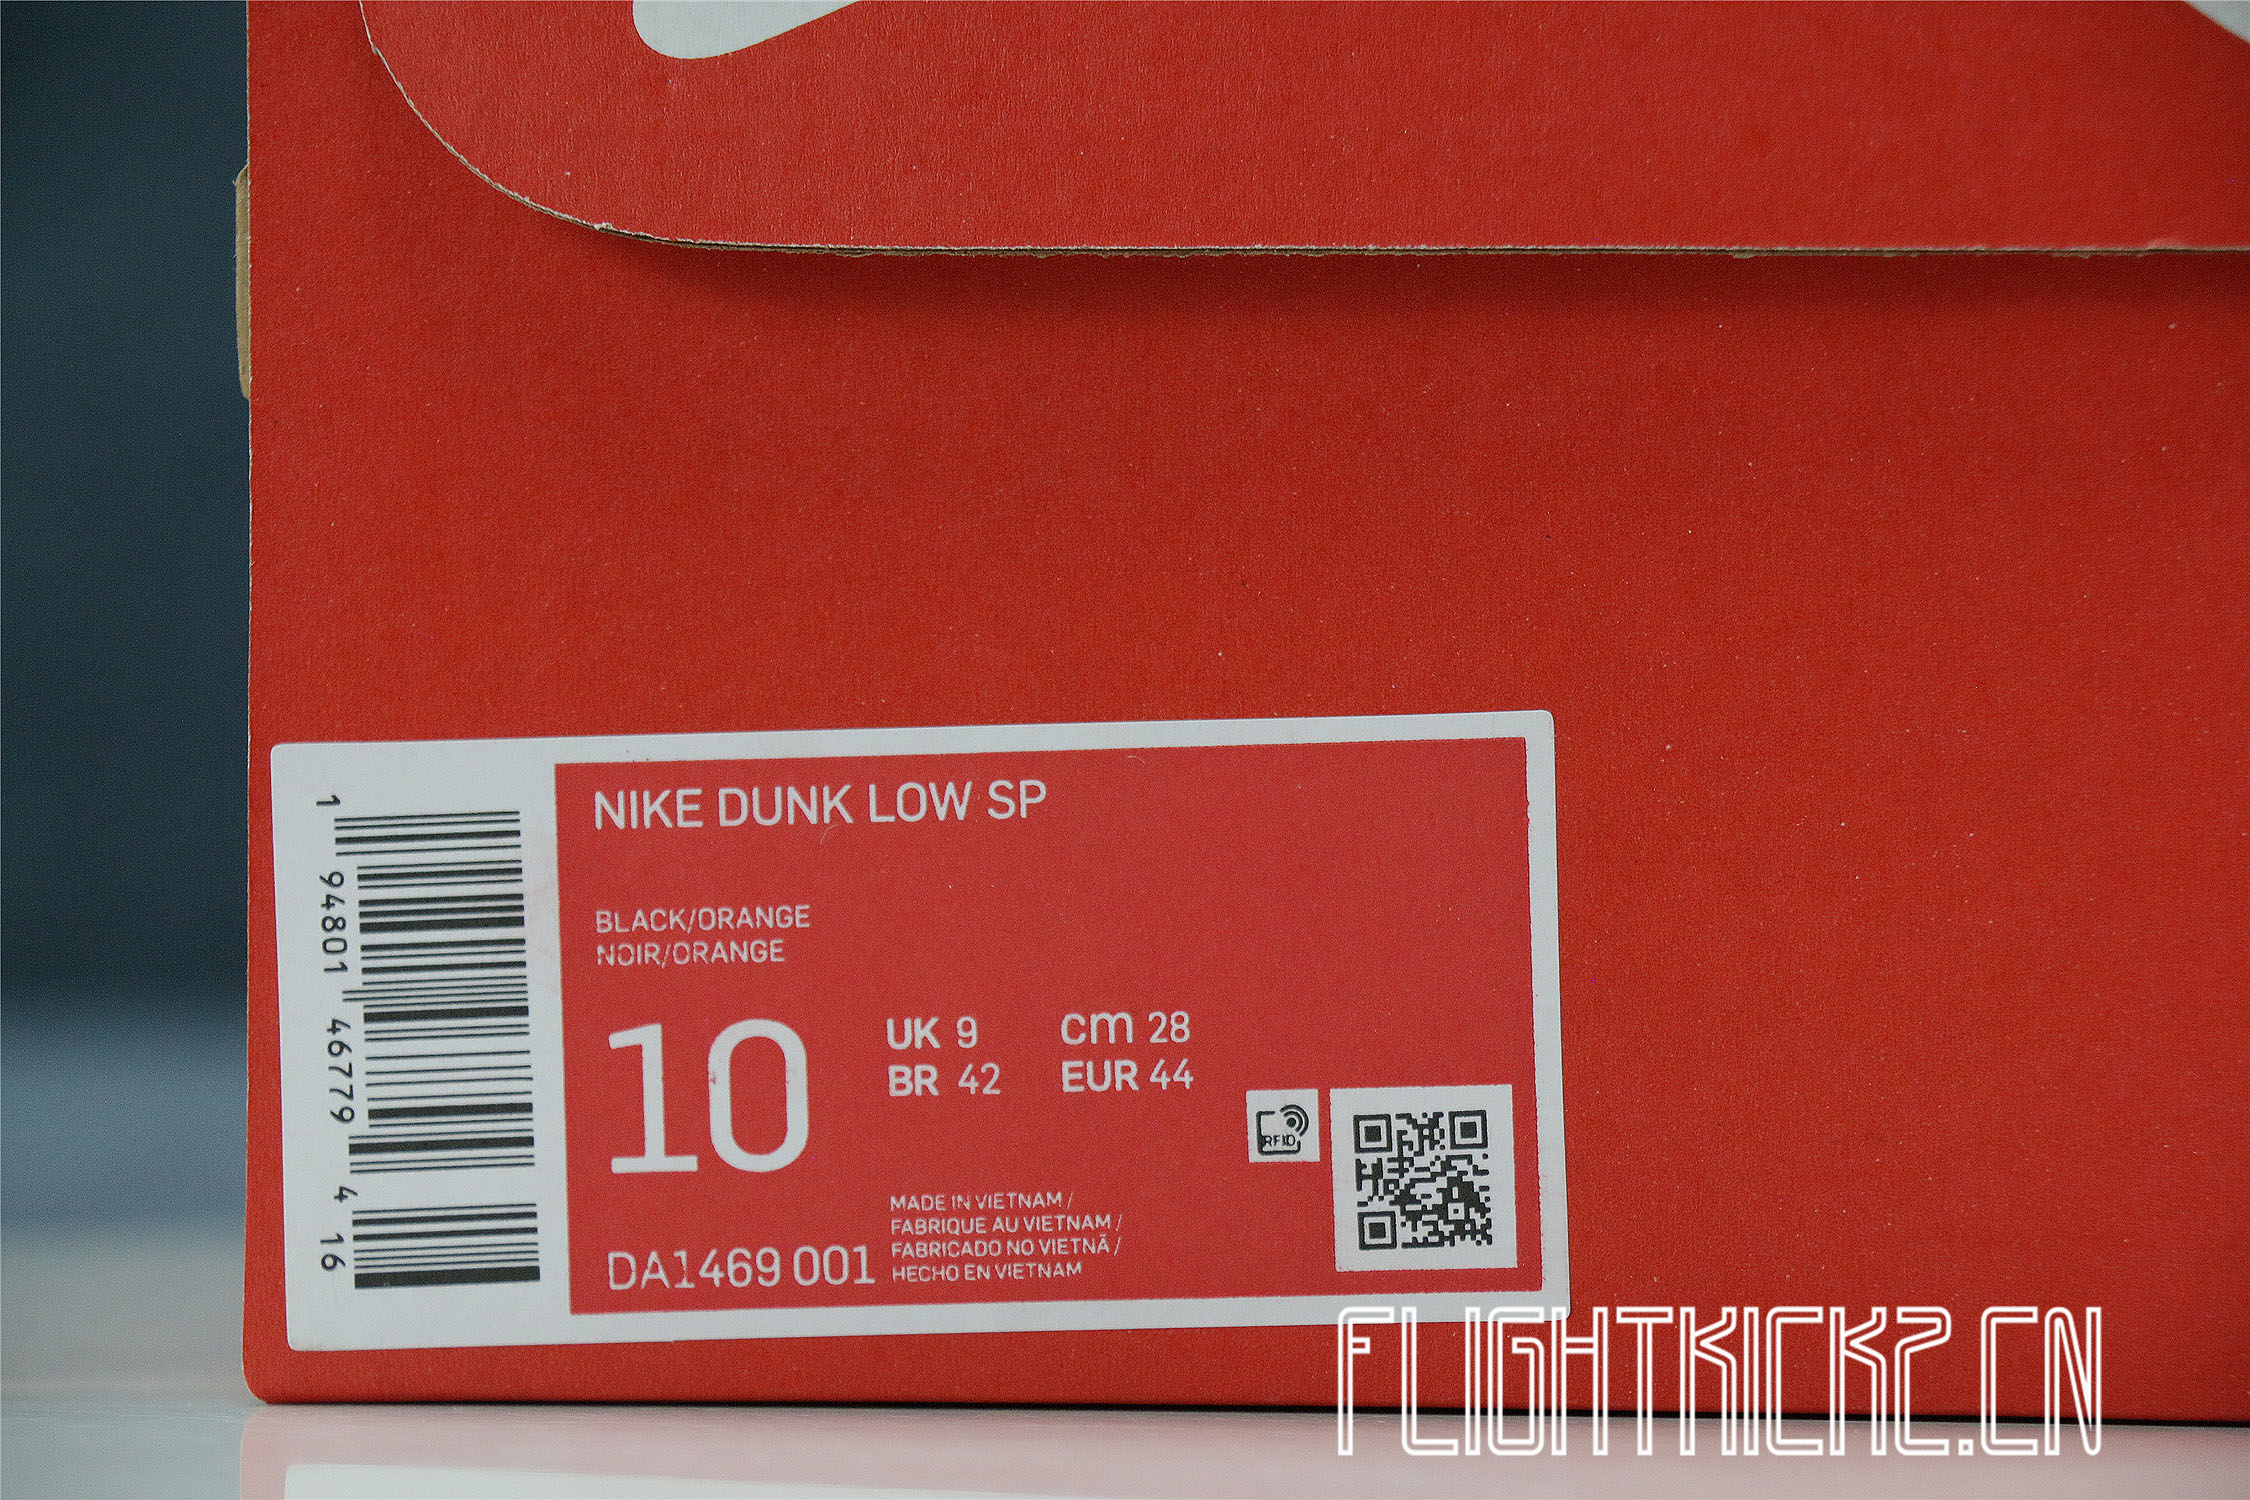 NIKE DUNK LOW SP
BLACK/ORANGE
NOIR/ORANGE
10
UK 9
cm 28
BR 42
EUR 44
RFID
MADE IN VIETNAM /
FABRIQUE AU VIETNAM /
FABRICADO NO VIETNÃ /
HECHO EN VIETNAM
DA1469 001
1 94801 46779 4 16
FLIGHTKICKZ.CN